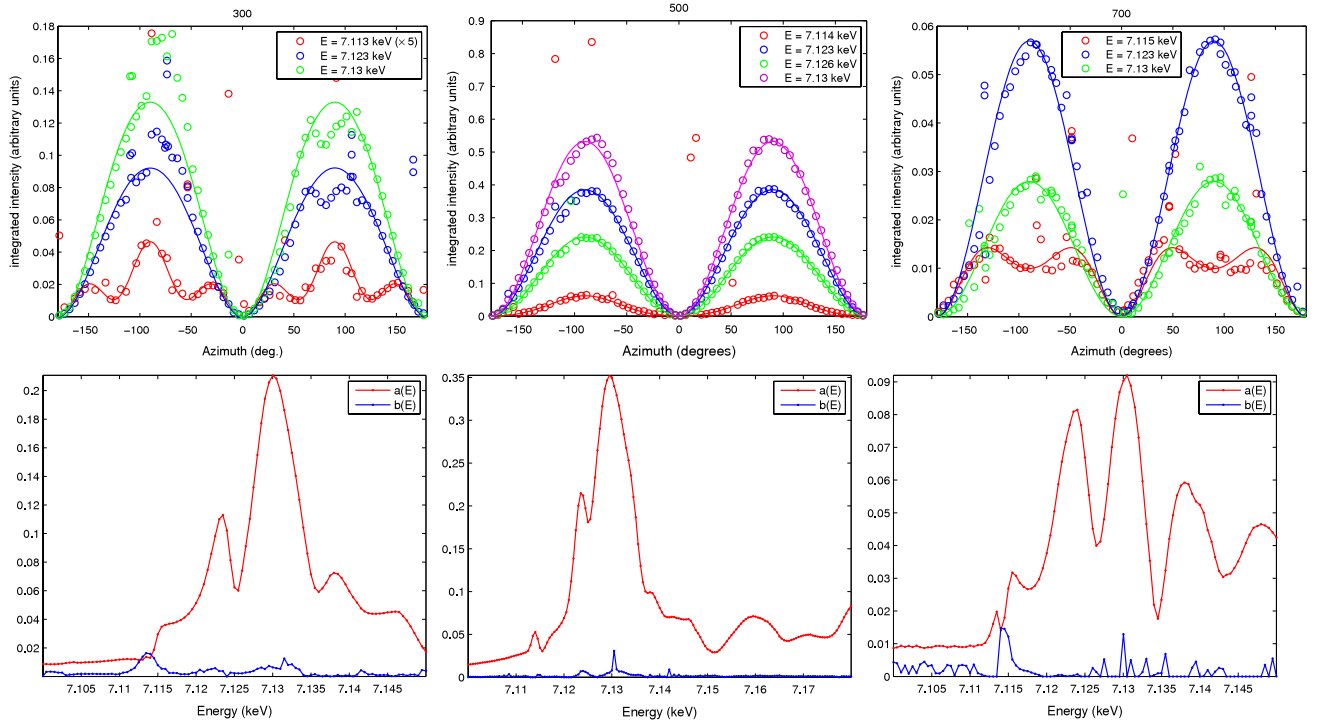 300
integrated intensity (arbitrary units)
0.18
0.16
0.14
0.12
0.1
0.08
0.06
0.04
0.02
0
E = 7.113 keV (× 5)
E = 7.123 keV
E = 7.13 keV
−150 −100 −50 0 50 100 150
Azimuth (deg.)
500
integrated intensity (arbitrary units)
0.9
0.8
0.7
0.6
0.5
0.4
0.3
0.2
0.1
0
E = 7.114 keV
E = 7.123 keV
E = 7.126 keV
E = 7.13 keV
−150 −100 −50 0 50 100 150
Azimuth (degrees)
700
integrated intensity (arbitrary units)
0.06
0.05
0.04
0.03
0.02
0.01
0
E = 7.115 keV
E = 7.123 keV
E = 7.13 keV
−150 −100 −50 0 50 100 150
Azimuth (degrees)
0.2
0.18
0.16
0.14
0.12
0.1
0.08
0.06
0.04
0.02
a(E)
b(E)
7.105 7.11 7.115 7.12 7.125 7.13 7.135 7.14 7.145
Energy (keV)
0.35
0.3
0.25
0.2
0.15
0.1
0.05
0
a(E)
b(E)
7.11 7.12 7.13 7.14 7.15 7.16 7.17
Energy (keV)
0.09
0.08
0.07
0.06
0.05
0.04
0.03
0.02
0.01
0
a(E)
b(E)
7.105 7.11 7.115 7.12 7.125 7.13 7.135 7.14 7.145
Energy (keV)